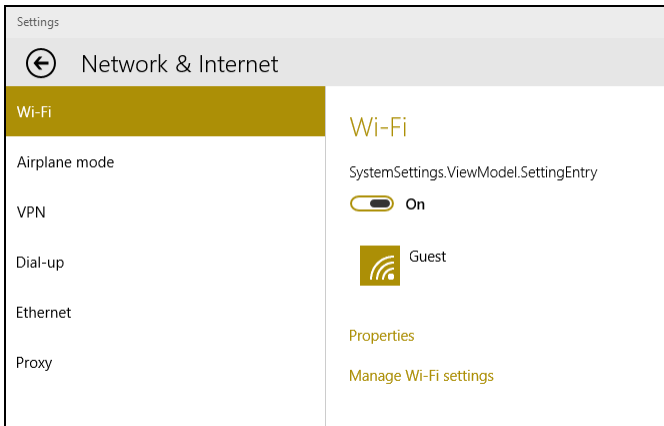 Settings
Network & Internet
Wi-Fi
Airplane mode
VPN
Dial-up
Ethernet
Proxy
Wi-Fi
SystemSettings.ViewModel.SettingEntry
On
Guest
Properties
Manage Wi-Fi settings